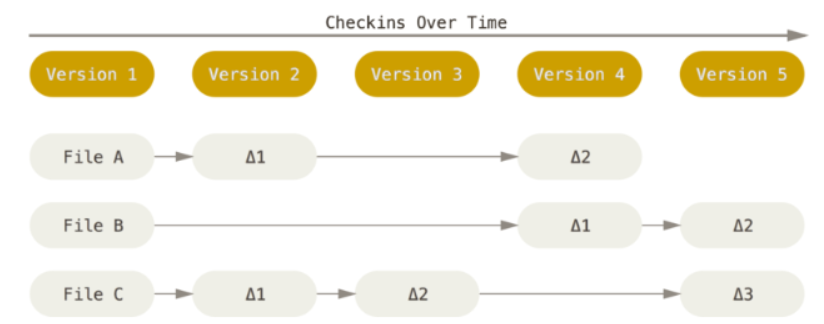 Checkins Over Time
Version 1 Version 2 Version 3 Version 4 Version 5
File A Δ1 Δ2
File B Δ1 Δ2
File C Δ1 Δ2 Δ3